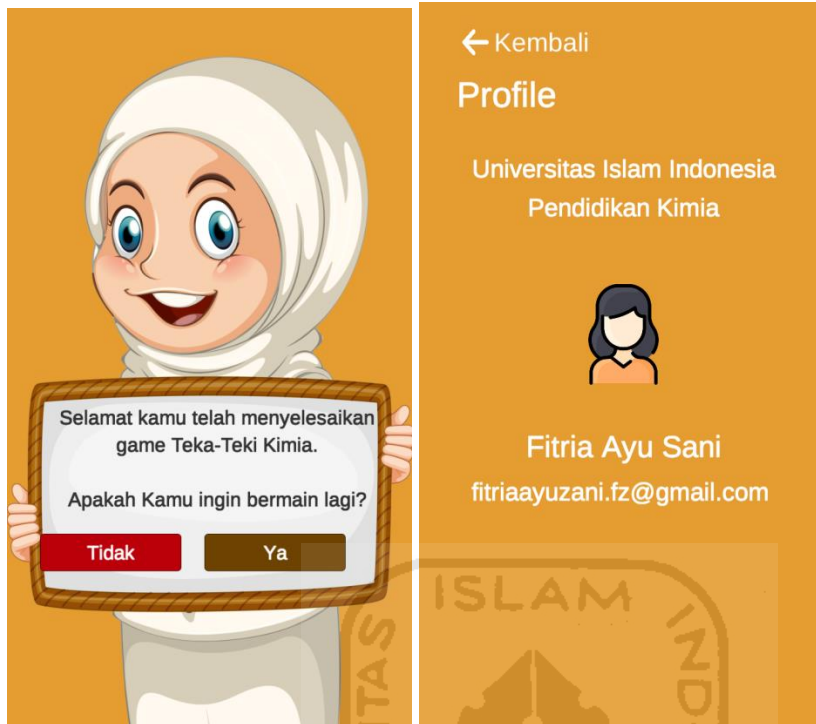 Selamat kamu telah menyelesaikan
game Teka-Teki Kimia.
Apakah Kamu ingin bermain lagi?
Tidak
Ya
Kembali
Profile
Universitas Islam Indonesia
Pendidikan Kimia
Fitria Ayu Sani
fitriaayuzani.fz@gmail.com
ISLAM